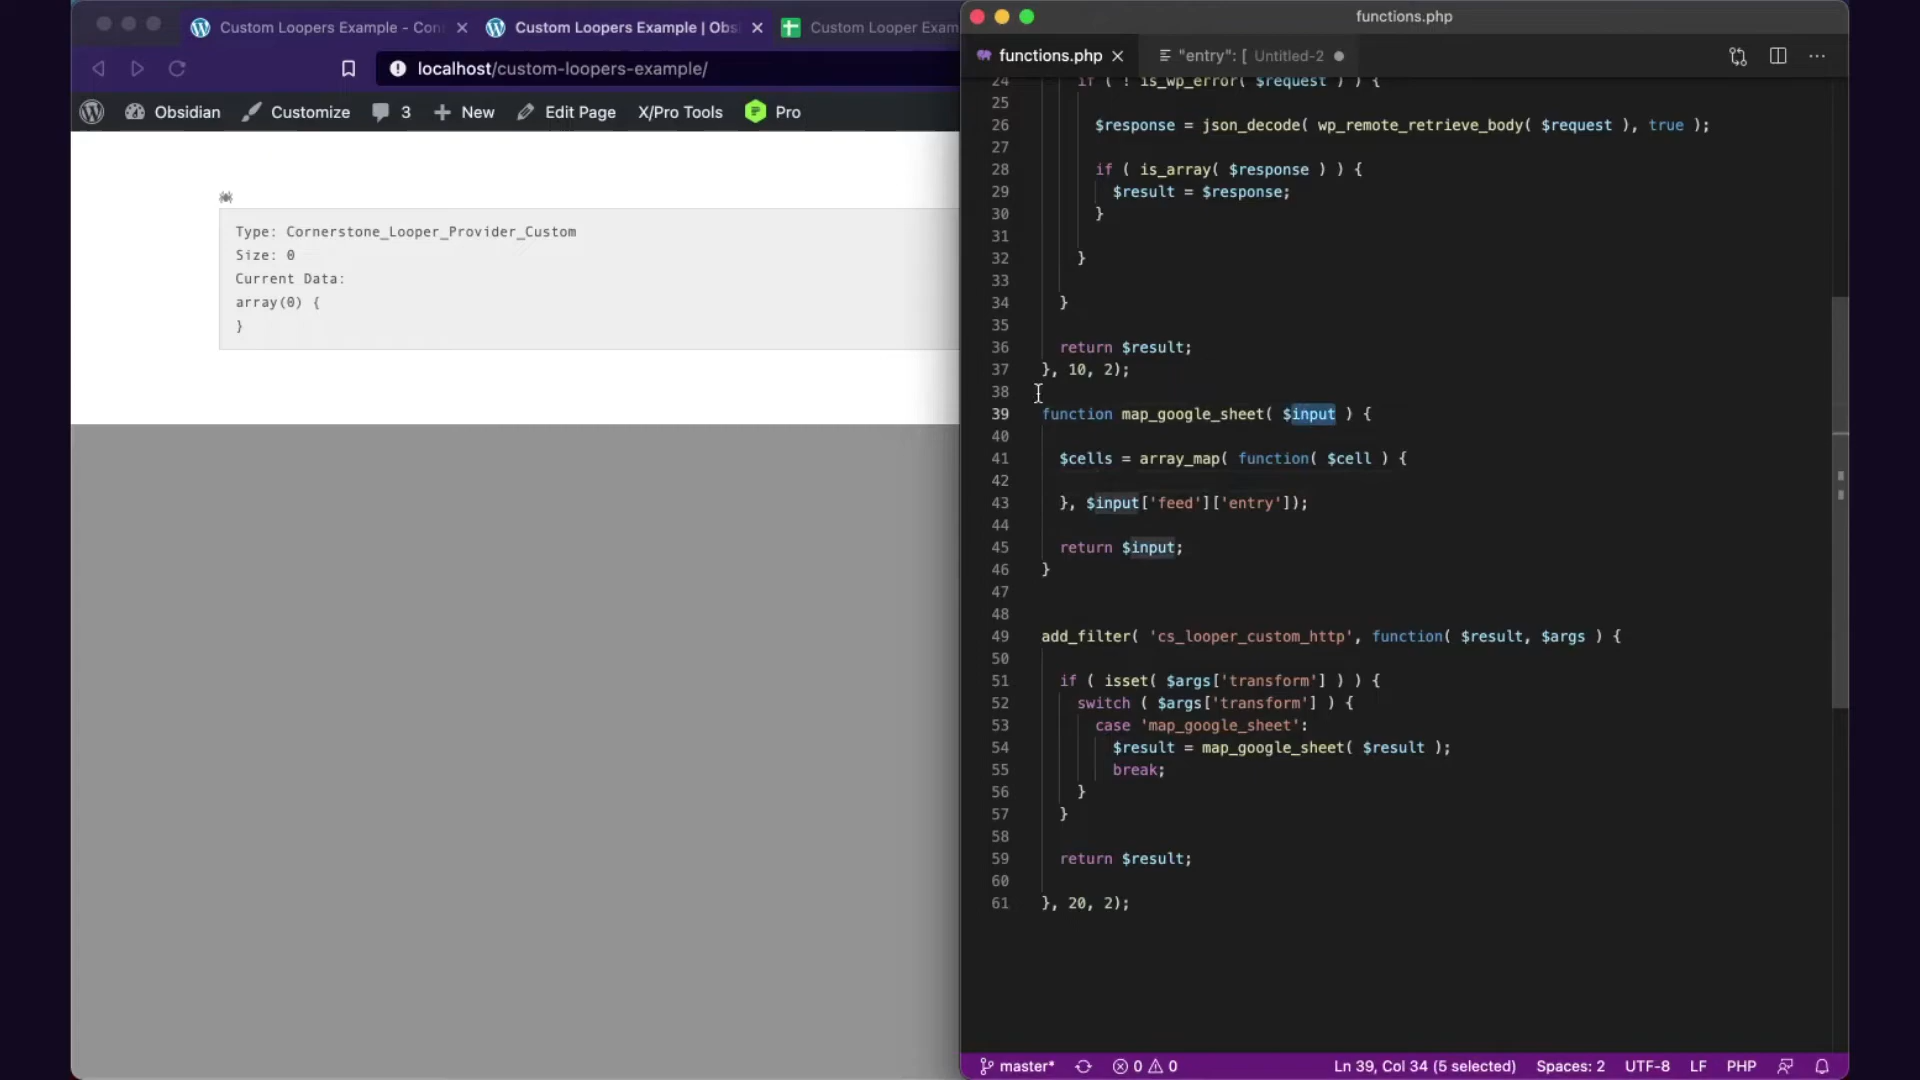 Custom Loopers Example - Con
Custom Loopers Example | Obsi
Custom Looper Exam
localhost/custom-loopers-example/
Obsidian
Customize
3
New
Edit Page
X/Pro Tools
Pro
Type: Cornerstone_Looper_Provider_Custom
Size: 0
Current Data:
array(0) {
}
functions.php
functions.php
"entry": [ Untitled-2
24 if ( ! is_wp_error( $request ) ) {
25
26 $response = json_decode( wp_remote_retrieve_body( $request ), true );
27
28 if ( is_array( $response ) ) {
29 $result = $response;
30 }
31
32 }
33
34 }
35
36 return $result;
37 }, 10, 2);
38
39 function map_google_sheet( $input ) {
40
41 $cells = array_map( function( $cell ) {
42
43 }, $input['feed']['entry']);
44
45 return $input;
46 }
47
48
49 add_filter( 'cs_looper_custom_http', function( $result, $args ) {
50
51 if ( isset( $args['transform'] ) ) {
52 switch ( $args['transform'] ) {
53 case 'map_google_sheet':
54 $result = map_google_sheet( $result );
55 break;
56 }
57 }
58
59 return $result;
60
61 }, 20, 2);
master* 0 0 Ln 39, Col 34 (5 selected) Spaces: 2 UTF-8 LF PHP